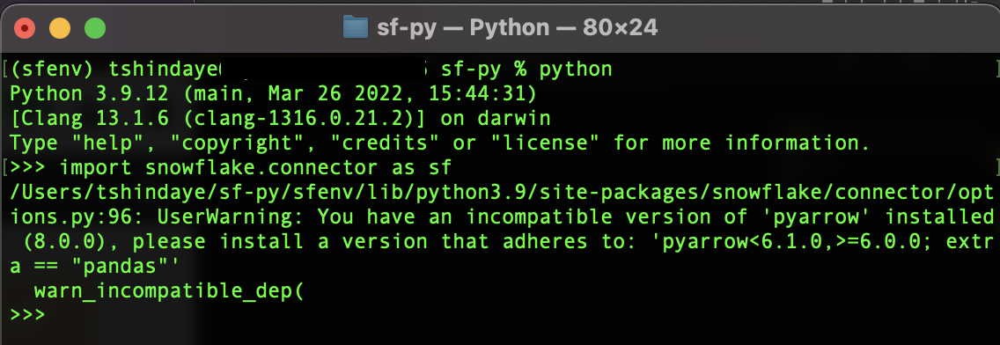 sf-py — Python — 80×24
(sfenv) tshindaye sf-py % python
Python 3.9.12 (main, Mar 26 2022, 15:44:31)
[Clang 13.1.6 (clang-1316.0.21.2)] on darwin
Type "help", "copyright", "credits" or "license" for more information.
>>> import snowflake.connector as sf
/Users/tshindaye/sf-py/sfenv/lib/python3.9/site-packages/snowflake/connector/opt
ions.py:96: UserWarning: You have an incompatible version of 'pyarrow' installed
 (8.0.0), please install a version that adheres to: 'pyarrow<6.1.0,>=6.0.0; extr
a == "pandas"'
  warn_incompatible_dep(
>>>